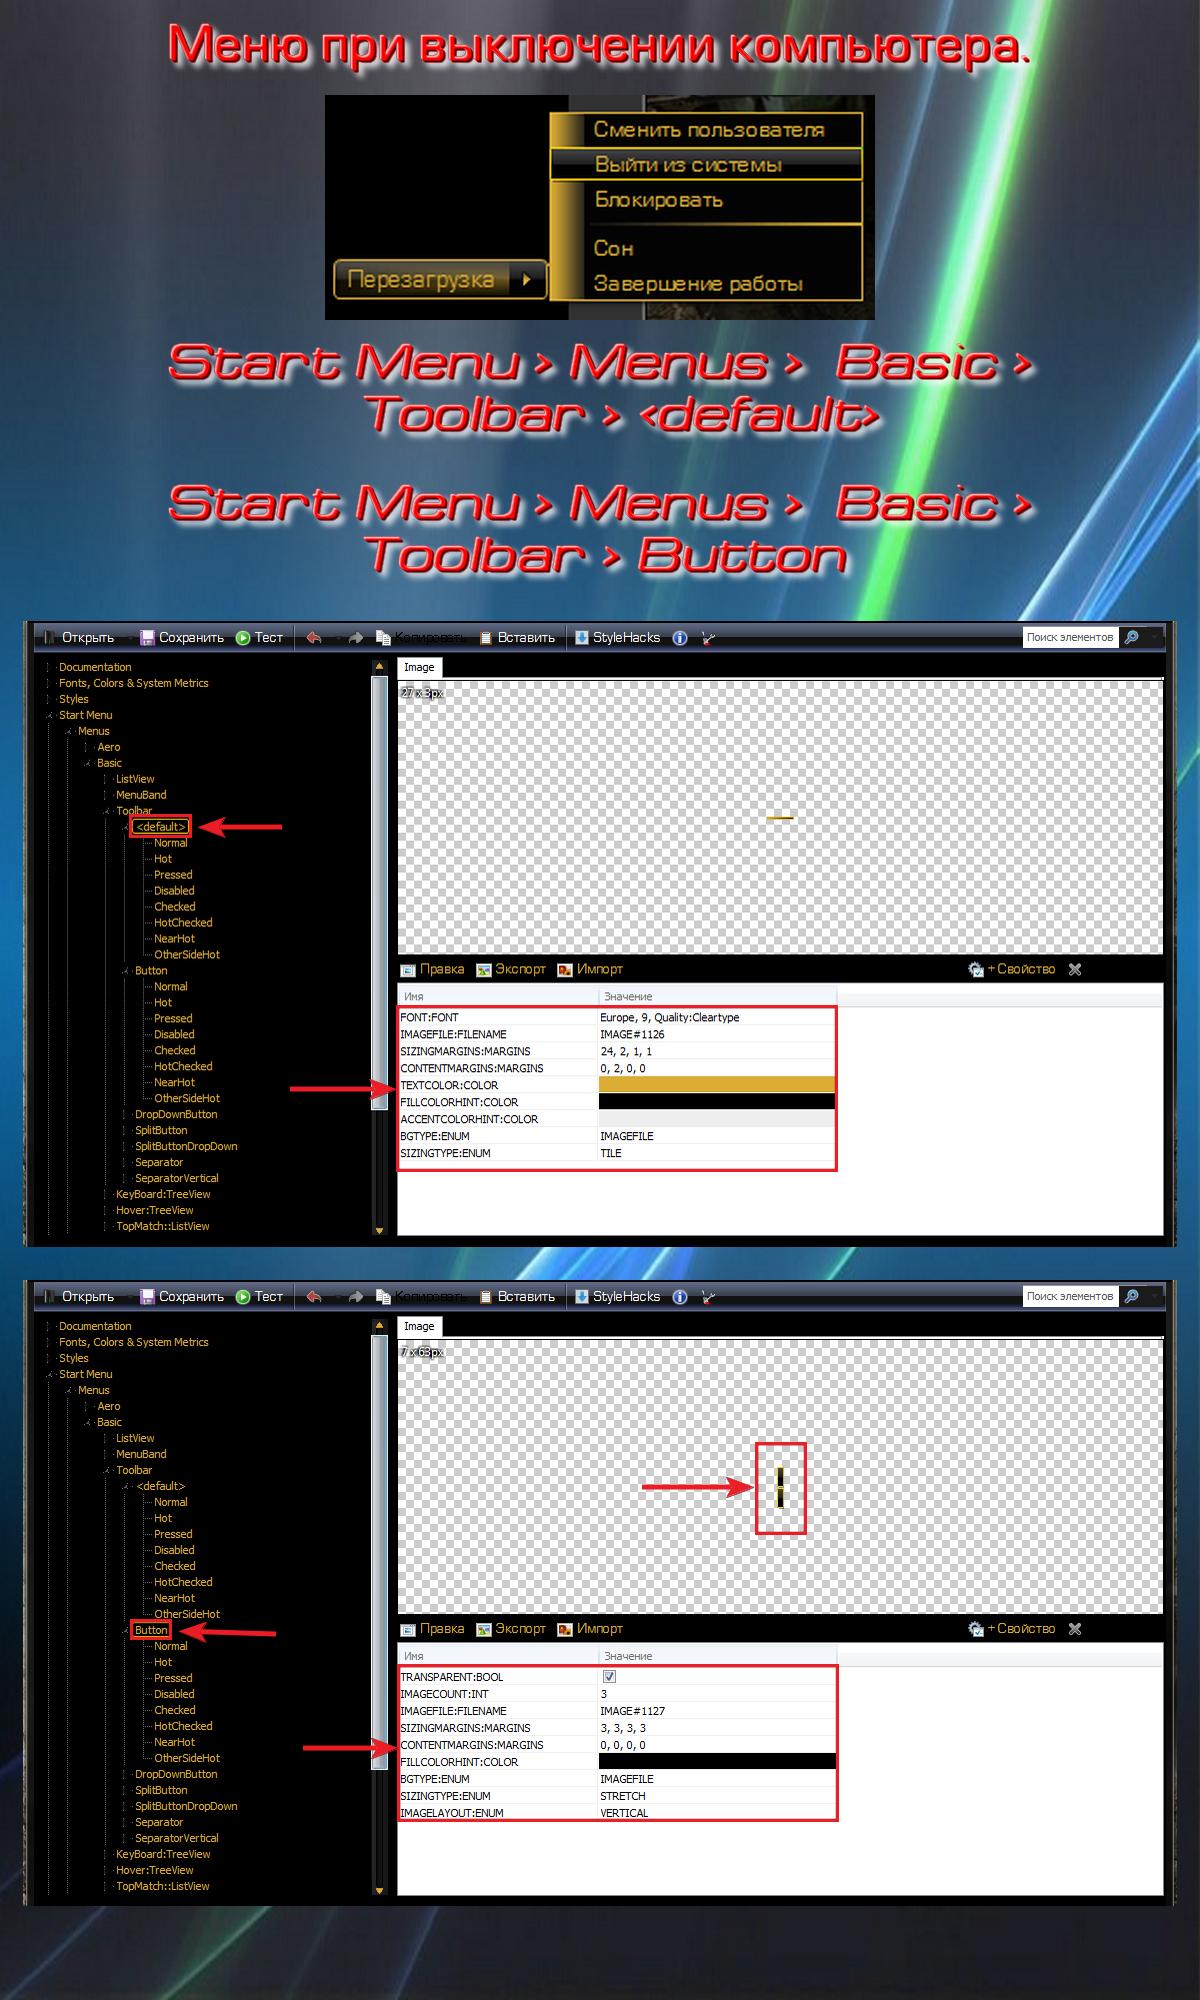 Меню при выключении компьютера.
Сменить пользователя
Выйти из системы
Блокировать
Сон
Завершение работы
Перезагрузка
Start Menu > Menus > Basic >
Toolbar > <default>
Start Menu > Menus > Basic >
Toolbar > Button
Открыть Сохранить Тест Копировать Вставить StyleHacks Поиск элементов
Documentation
Fonts, Colors & System Metrics
Styles
Start Menu
Menus
Aero
Basic
ListView
MenuBand
Toolbar
<default>
Normal
Hot
Pressed
Disabled
Checked
HotChecked
NearHot
OtherSideHot
Button
Normal
Hot
Pressed
Disabled
Checked
HotChecked
NearHot
OtherSideHot
DropDownButton
SplitButton
SplitButtonDropDown
Separator
SeparatorVertical
KeyBoard:TreeView
Hover:TreeView
TopMatch::ListView
Image
27 x 3px
Правка Экспорт Импорт + Свойство
Имя Значение
FONT:FONT Europe, 9, Quality:Cleartype
IMAGEFILE:FILENAME IMAGE#1126
SIZINGMARGINS:MARGINS 24, 2, 1, 1
CONTENTMARGINS:MARGINS 0, 2, 0, 0
TEXTCOLOR:COLOR
FILLCOLORHINT:COLOR
ACCENTCOLORHINT:COLOR
BGTYPE:ENUM IMAGEFILE
SIZINGTYPE:ENUM TILE
Открыть Сохранить Тест Копировать Вставить StyleHacks Поиск элементов
Documentation
Fonts, Colors & System Metrics
Styles
Start Menu
Menus
Aero
Basic
ListView
MenuBand
Toolbar
<default>
Normal
Hot
Pressed
Disabled
Checked
HotChecked
NearHot
OtherSideHot
Button
Normal
Hot
Pressed
Disabled
Checked
HotChecked
NearHot
OtherSideHot
DropDownButton
SplitButton
SplitButtonDropDown
Separator
SeparatorVertical
KeyBoard:TreeView
Hover:TreeView
TopMatch::ListView
Image
7 x 63px
Правка Экспорт Импорт + Свойство
Имя Значение
TRANSPARENT:BOOL
IMAGECOUNT:INT 3
IMAGEFILE:FILENAME IMAGE#1127
SIZINGMARGINS:MARGINS 3, 3, 3, 3
CONTENTMARGINS:MARGINS 0, 0, 0, 0
FILLCOLORHINT:COLOR
BGTYPE:ENUM IMAGEFILE
SIZINGTYPE:ENUM STRETCH
IMAGELAYOUT:ENUM VERTICAL